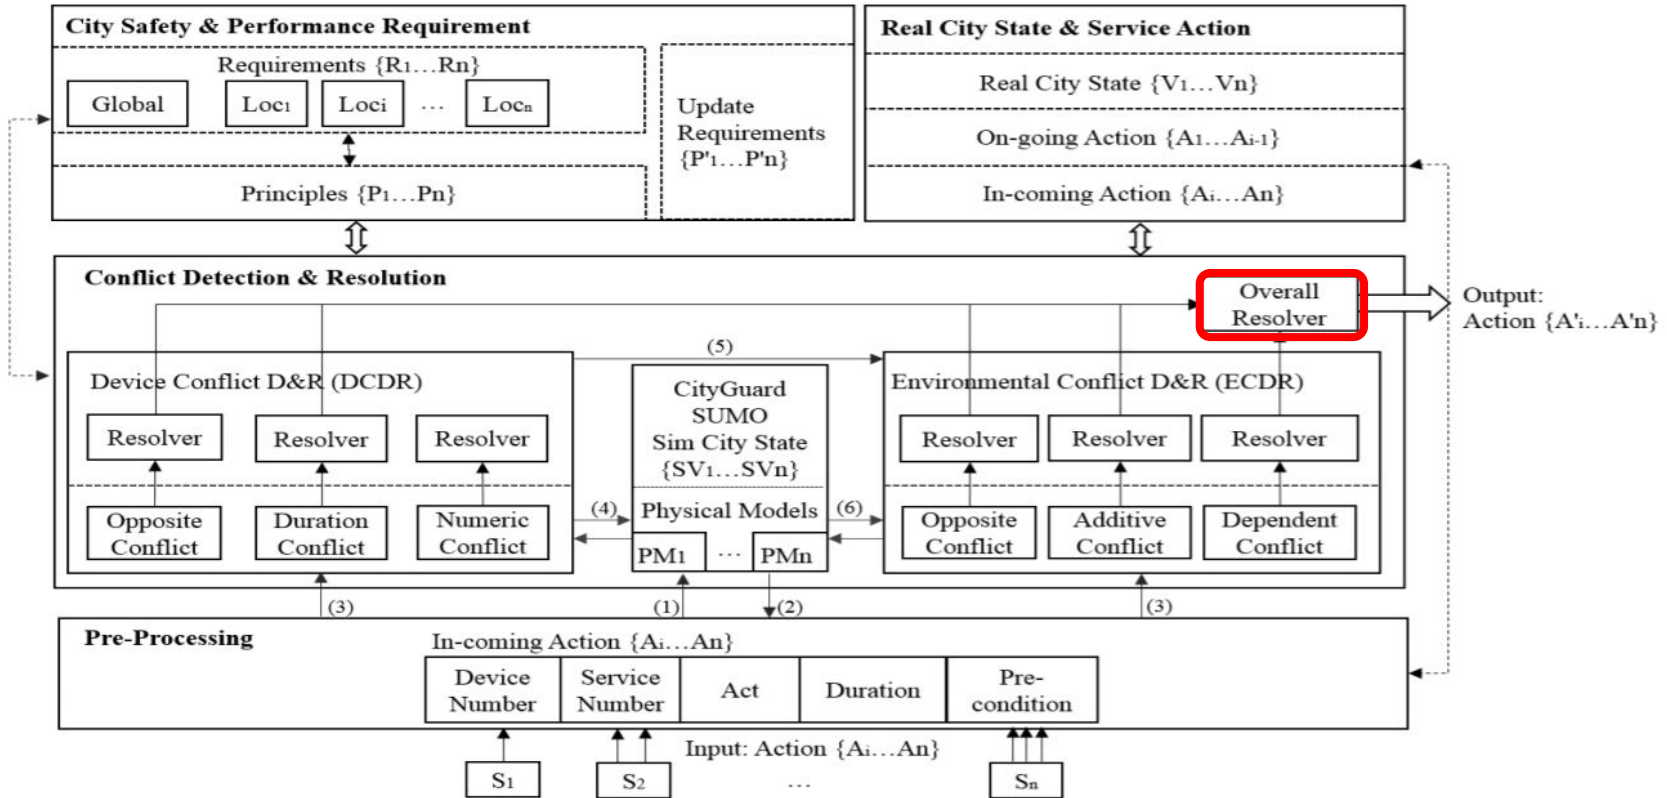 City Safety & Performance Requirement
Requirements {R1…Rn}
Global
Loc1
Loci
…
Locn
Principles {P1…Pn}
Update
Requirements
{P'1…P'n}
Real City State & Service Action
Real City State {V1…Vn}
On-going Action {A1…Ai-1}
In-coming Action {Ai…An}
Conflict Detection & Resolution
Overall
Resolver
Output:
Action {A'i…A'n}
(5)
Device Conflict D&R (DCDR)
Resolver
Resolver
Resolver
Opposite
Conflict
Duration
Conflict
Numeric
Conflict
(4)
CityGuard
SUMO
Sim City State
{SV1…SVn}
Physical Models
PM1
…
PMn
(6)
Environmental Conflict D&R (ECDR)
Resolver
Resolver
Resolver
Opposite
Conflict
Additive
Conflict
Dependent
Conflict
(3)
(1)
(2)
(3)
Pre-Processing
In-coming Action {Ai…An}
Device
Number
Service
Number
Act
Duration
Pre-
condition
Input: Action {Ai…An}
S1
S2
…
Sn